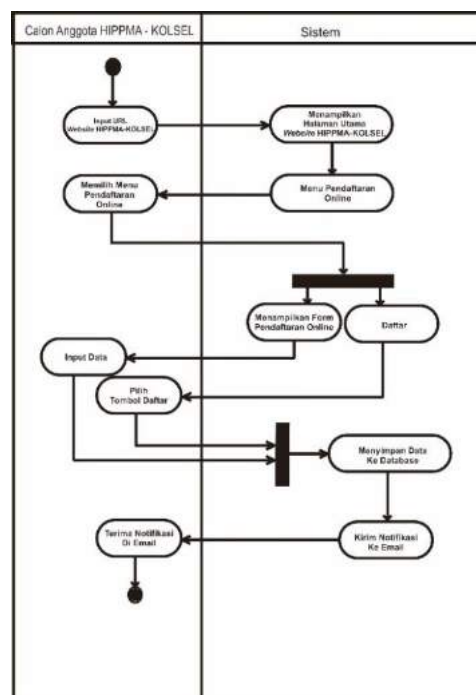 Calon Anggota HIPPMA - KOLSEL
Sistem
Input URL
Website HIPPMA-KOLSEL
Menampilkan
Halaman Utama
Website HIPPMA-KOLSEL
Memilih Menu
Pendaftaran
Online
Menu Pendaftaran
Online
Menampilkan Form
Pendaftaran Online
Daftar
Input Data
Pilih
Tombol Daftar
Menyimpan Data
Ke Database
Terima Notifikasi
Di Email
Kirim Notifikasi
Ke Email